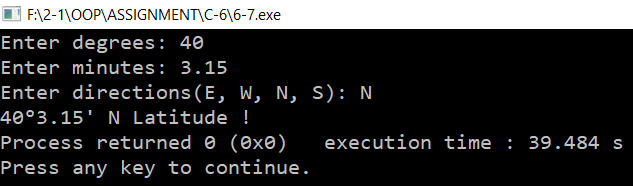 F:\2-1\OOP\ASSIGNMENT\C-6\6-7.exe
Enter degrees: 40
Enter minutes: 3.15
Enter directions(E, W, N, S): N
40°3.15' N Latitude !
Process returned 0 (0x0)   execution time : 39.484 s
Press any key to continue.